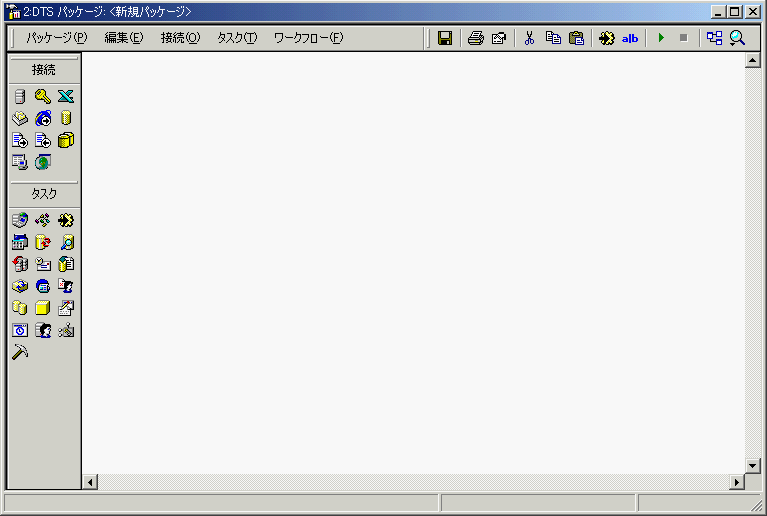 2:DTS パッケージ: <新規パッケージ>
パッケージ(P) 編集(E) 接続(O) タスク(T) ワークフロー(F)
a|b
接続
タスク